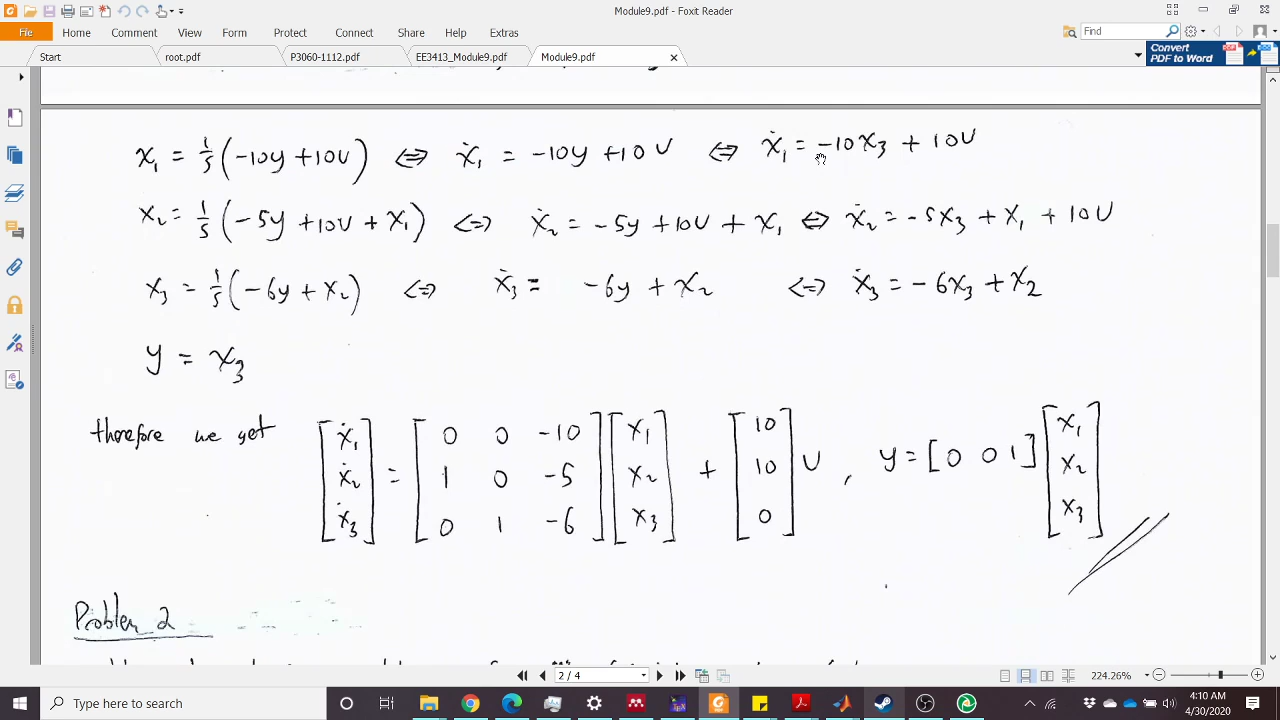 Module9.pdf - Foxit Reader
File Home Comment View Form Protect Connect Share Help Extras Find
Start root.pdf P3060-1112.pdf EE3413_Module9.pdf Module9.pdf Convert PDF to Word
x₁ = 1/s (-10y +10U) ⇔ ẋ₁ = -10y +10U ⇔ ẋ₁ = -10x₃ + 10U
x₂ = 1/s (-5y +10U + x₁) ⇔ ẋ₂ = -5y +10U + x₁ ⇔ ẋ₂ = -5x₃ + x₁ + 10U
x₃ = 1/s (-6y + x₂) ⇔ ẋ₃ = -6y + x₂ ⇔ ẋ₃ = -6x₃ + x₂
y = x₃
therefore we get [ẋ₁ ẋ₂ ẋ₃] = [0 0 -10 1 0 -5 0 1 -6] [x₁ x₂ x₃] + [10 10 0] U , y = [0 0 1] [x₁ x₂ x₃]
Problem 2
2 / 4 224.26%
Type here to search 4:10 AM
4/30/2020